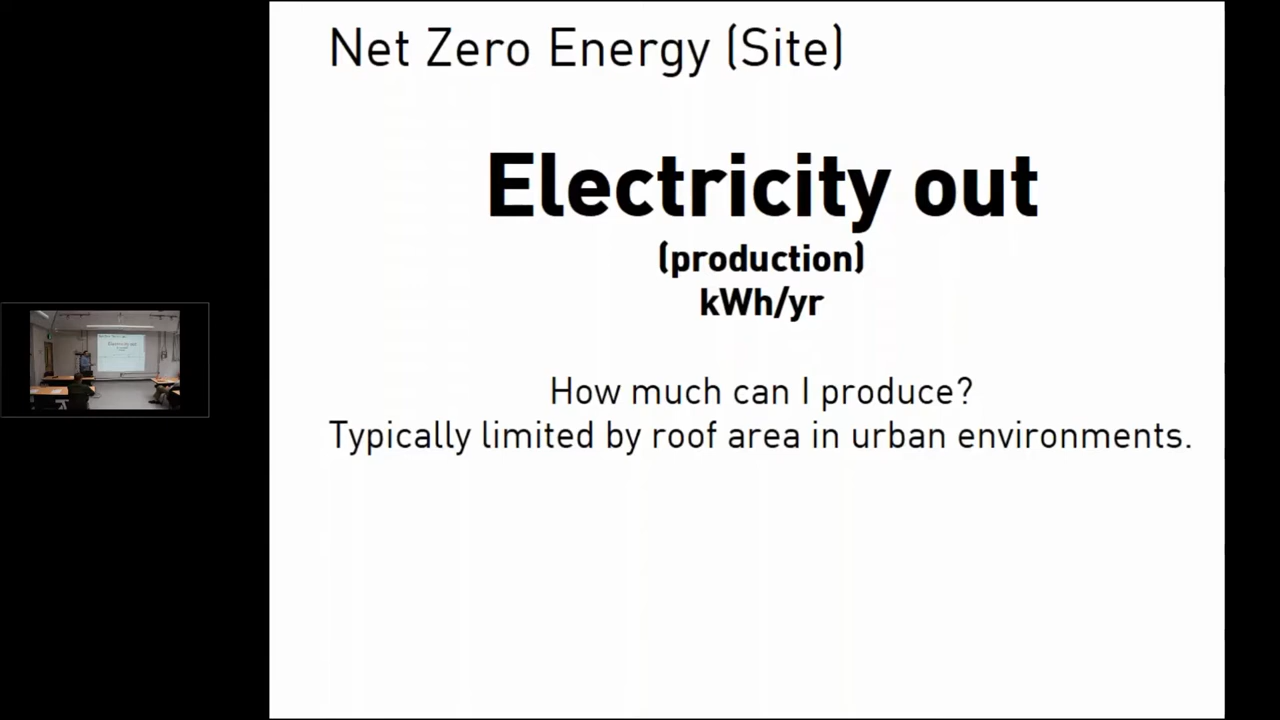 Net Zero Energy (Site)
Electricity out
(production)
kWh/yr
How much can I produce?
Typically limited by roof area in urban environments.